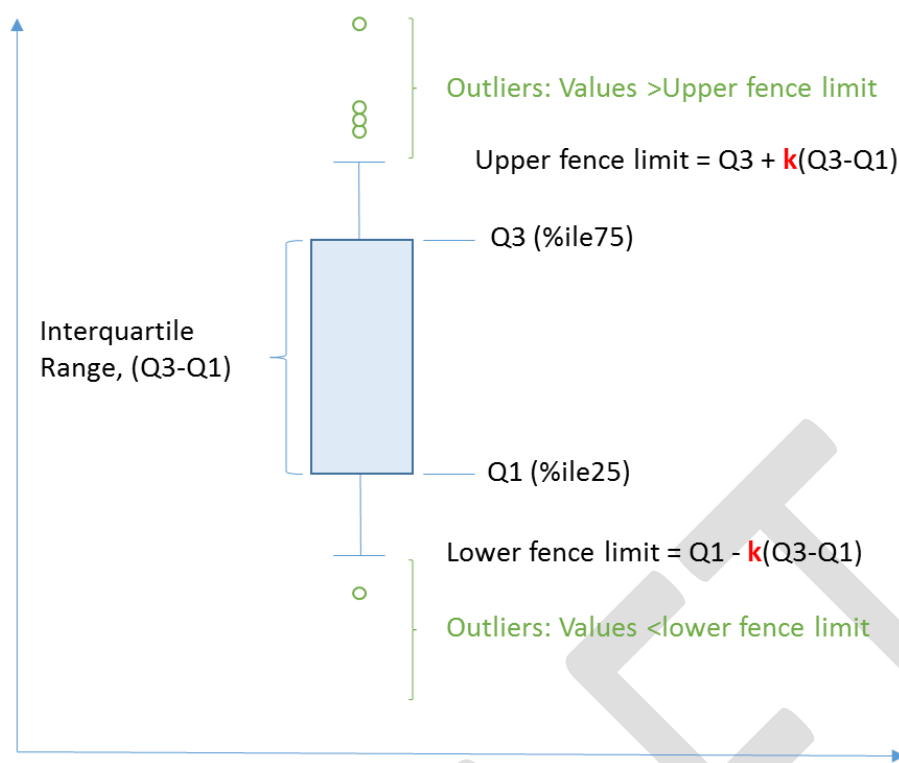 Outliers: Values >Upper fence limit
Upper fence limit = Q3 + k(Q3-Q1)
Q3 (%ile75)
Interquartile
Range, (Q3-Q1)
Q1 (%ile25)
Lower fence limit = Q1 - k(Q3-Q1)
Outliers: Values <lower fence limit